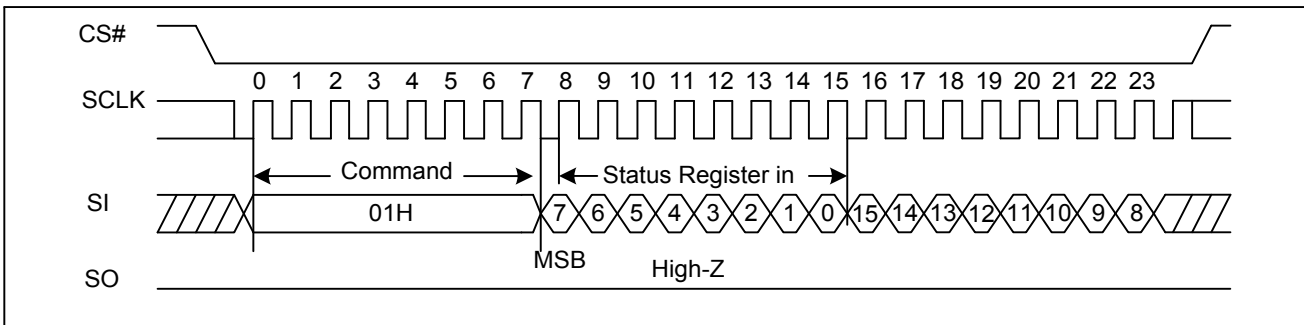 CS#
0 1 2 3 4 5 6 7 8 9 10 11 12 13 14 15 16 17 18 19 20 21 22 23
SCLK
Command Status Register in
SI 01H 7 6 5 4 3 2 1 0 15 14 13 12 11 10 9 8
MSB High-Z
SO